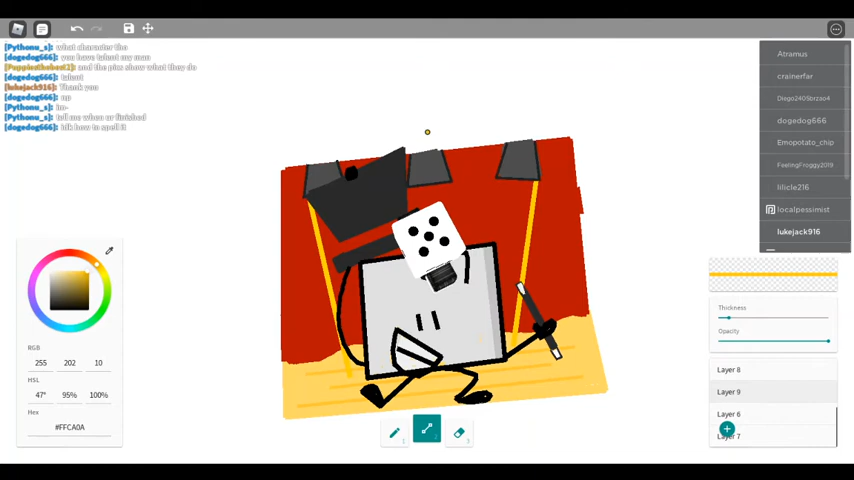 [Pythonu_s]: what character tho
[dogedog666]: you have talent my man
[Puppiesthebest2]: and the pics show what they do
[dogedog666]: talent
[lukejack916]: Thank you
[dogedog666]: np
[Pythonu_s]: im-
[Pythonu_s]: tell me when ur finished
[dogedog666]: Idk how to spell it
Atramus
crainerfar
Diego2405brzao4
dogedog666
Emopotato_chip
FeelingFroggy2019
lilicle216
localpessimist
lukejack916
RGB
255 202 10
HSL
47° 95% 100%
Hex
#FFCA0A
Thickness
Opacity
Layer 8
Layer 9
Layer 6
Layer 7
1
3